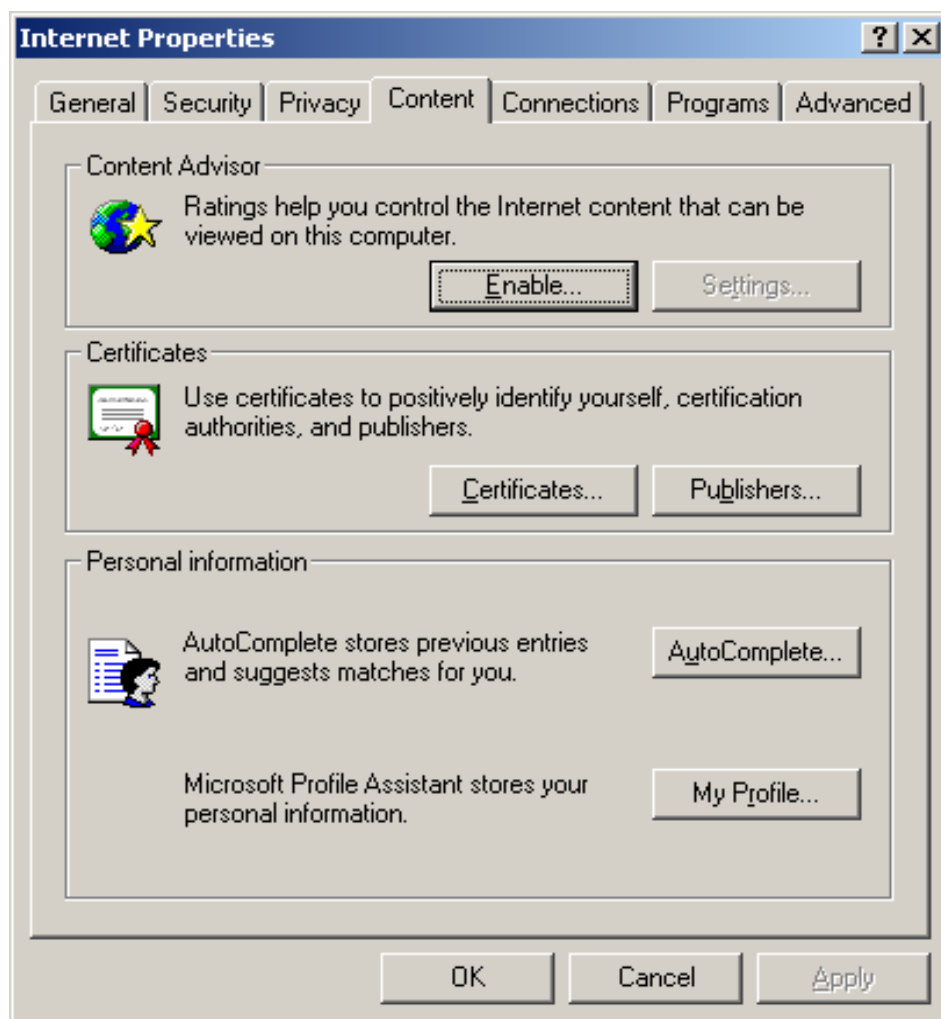 Internet Properties
General Security Privacy Content Connections Programs Advanced
Content Advisor
Ratings help you control the Internet content that can be
viewed on this computer.
Enable... Settings...
Certificates
Use certificates to positively identify yourself, certification
authorities, and publishers.
Certificates... Publishers...
Personal information
AutoComplete stores previous entries
and suggests matches for you.
AutoComplete...
Microsoft Profile Assistant stores your
personal information.
My Profile...
OK Cancel Apply